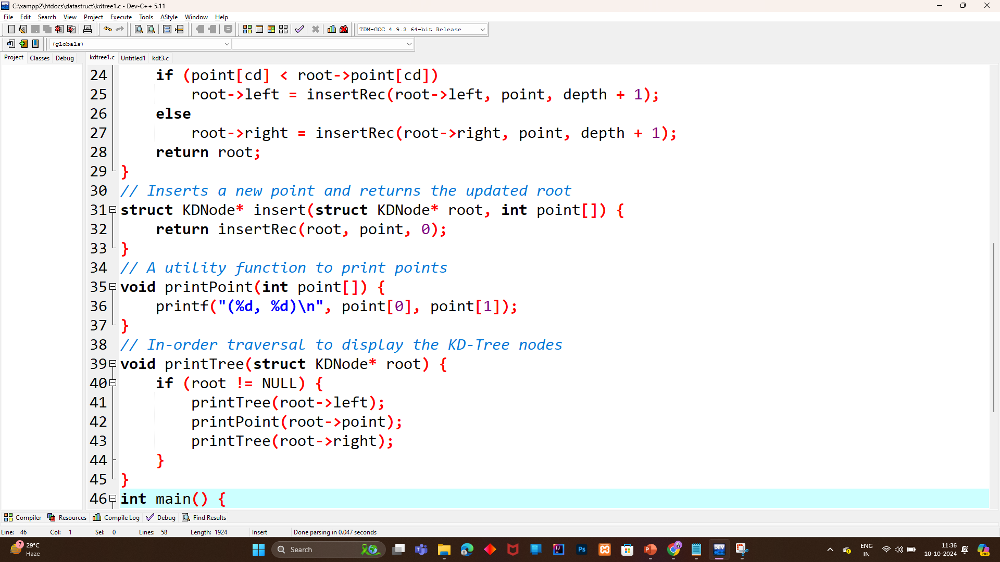 C:\xampp2\htdocs\datastruct\kdtree1.c - Dev-C++ 5.11
File Edit Search View Project Execute Tools AStyle Window Help
TDM-GCC 4.9.2 64-bit Release
(globals)
Project Classes Debug kdtree1.c Untitled1 kdt3.c
24 if (point[cd] < root->point[cd])
25 root->left = insertRec(root->left, point, depth + 1);
26 else
27 root->right = insertRec(root->right, point, depth + 1);
28 return root;
29 }
30 // Inserts a new point and returns the updated root
31 struct KDNode* insert(struct KDNode* root, int point[]) {
32 return insertRec(root, point, 0);
33 }
34 // A utility function to print points
35 void printPoint(int point[]) {
36 printf("(%d, %d)\n", point[0], point[1]);
37 }
38 // In-order traversal to display the KD-Tree nodes
39 void printTree(struct KDNode* root) {
40 if (root != NULL) {
41 printTree(root->left);
42 printPoint(root->point);
43 printTree(root->right);
44 }
45 }
46 int main() {
Compiler Resources Compile Log Debug Find Results
Line: 46 Col: 1 Sel: 0 Lines: 58 Length: 1924 Insert Done parsing in 0.047 seconds
7 29°C
Haze
Search
ENG
IN
11:36
10-10-2024
DEV
Ps
IJ
PRE